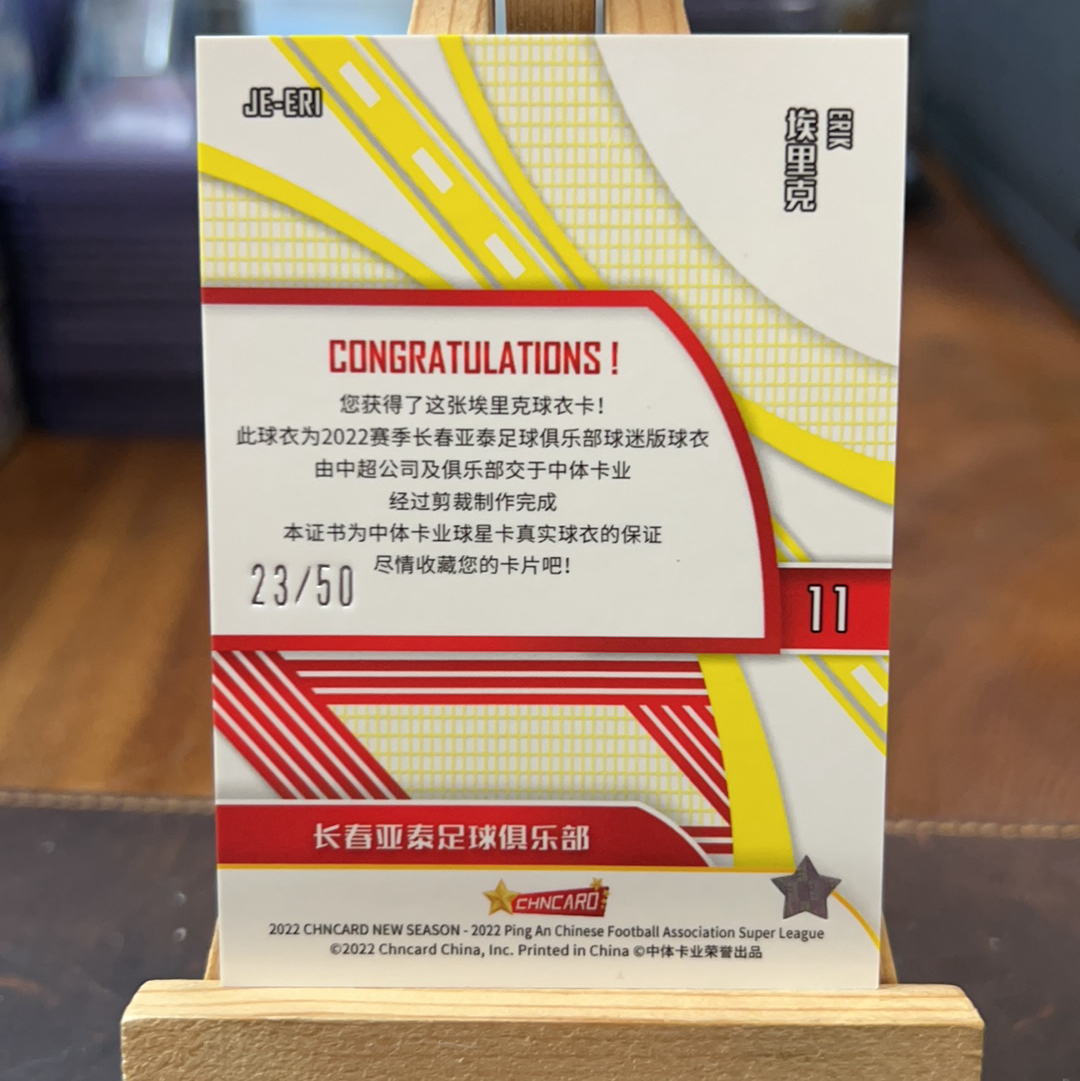 JE-ERI
ERIK
埃里克
CONGRATULATIONS !
您获得了这张埃里克球衣卡!
此球衣为2022赛季长春亚泰足球俱乐部球迷版球衣
由中超公司及俱乐部交于中体卡业
经过剪裁制作完成
本证书为中体卡业球星卡真实球衣的保证
尽情收藏您的卡片吧!
23/50
11
长春亚泰足球俱乐部
CHNCARD
2022 CHNCARD NEW SEASON - 2022 Ping An Chinese Football Association Super League
©2022 Chncard China, Inc. Printed in China ©中体卡业荣誉出品